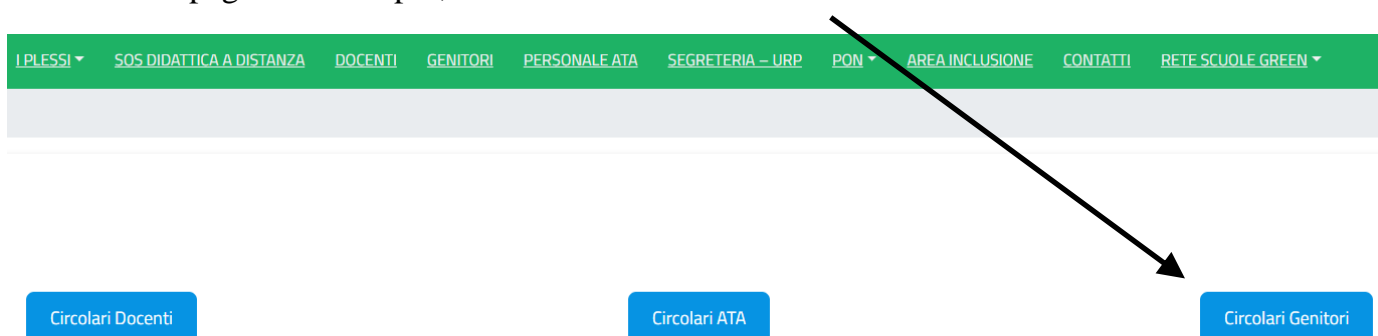 I PLESSI SOS DIDATTICA A DISTANZA DOCENTI GENITORI PERSONALE ATA SEGRETERIA – URP PON AREA INCLUSIONE CONTATTI RETE SCUOLE GREEN
Circolari Docenti Circolari ATA Circolari Genitori